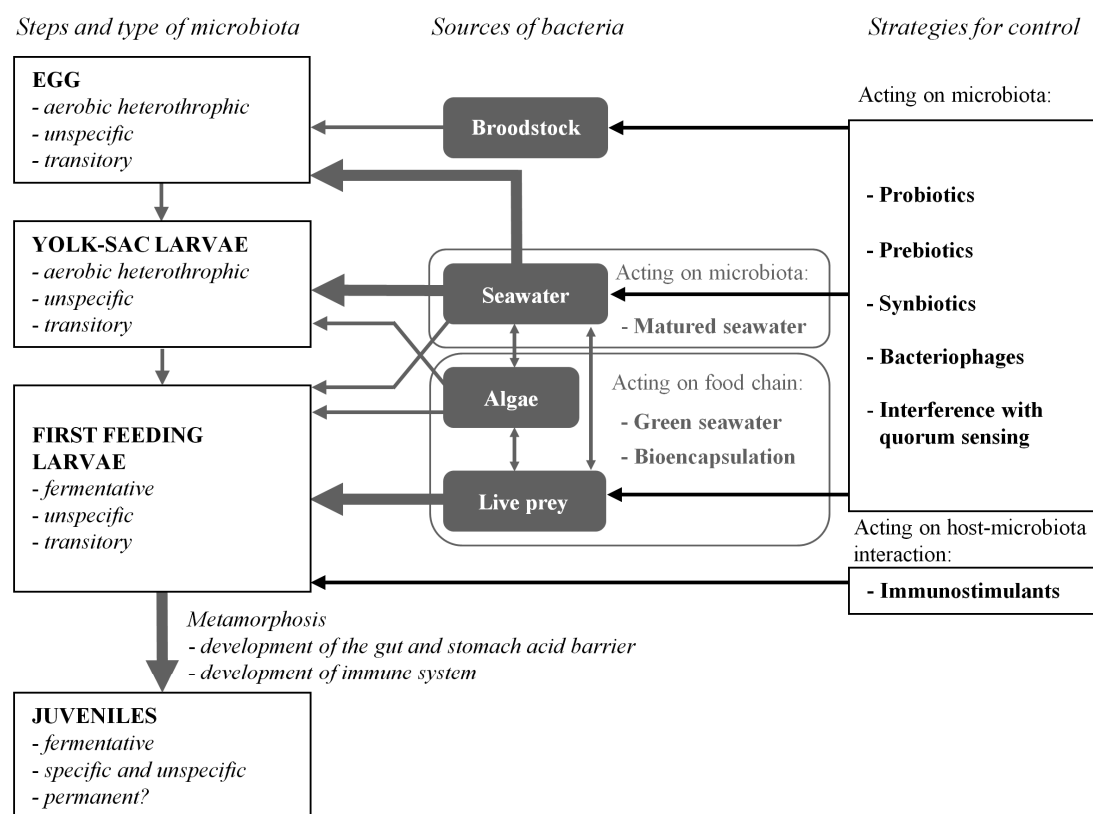 Steps and type of microbiota
Sources of bacteria
Strategies for control
EGG
- aerobic heterothrophic
- unspecific
- transitory
YOLK-SAC LARVAE
- aerobic heterothrophic
- unspecific
- transitory
FIRST FEEDING
LARVAE
- fermentative
- unspecific
- transitory
Metamorphosis
- development of the gut and stomach acid barrier
- development of immune system
JUVENILES
- fermentative
- specific and unspecific
- permanent?
Broodstock
Seawater
Acting on microbiota:
- Matured seawater
Algae
Live prey
Acting on food chain:
- Green seawater
- Bioencapsulation
Acting on microbiota:
- Probiotics
- Prebiotics
- Synbiotics
- Bacteriophages
- Interference with
quorum sensing
Acting on host-microbiota
interaction:
- Immunostimulants